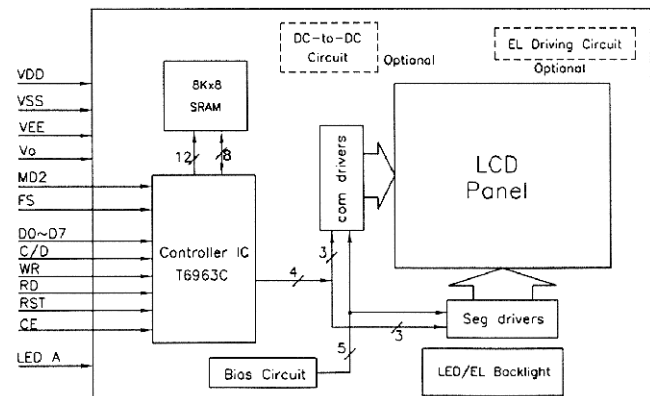 DC-to-DC
Circuit
Optional
EL Driving Circuit
Optional
VDD
VSS
VEE
Vo
MD2
FS
D0~D7
C/D
WR
RD
RST
CE
LED A
8Kx8
SRAM
12
8
Controller IC
T6963C
4
com drivers
3
LCD
Panel
Seg drivers
3
5
Bias Circuit
LED/EL Backlight